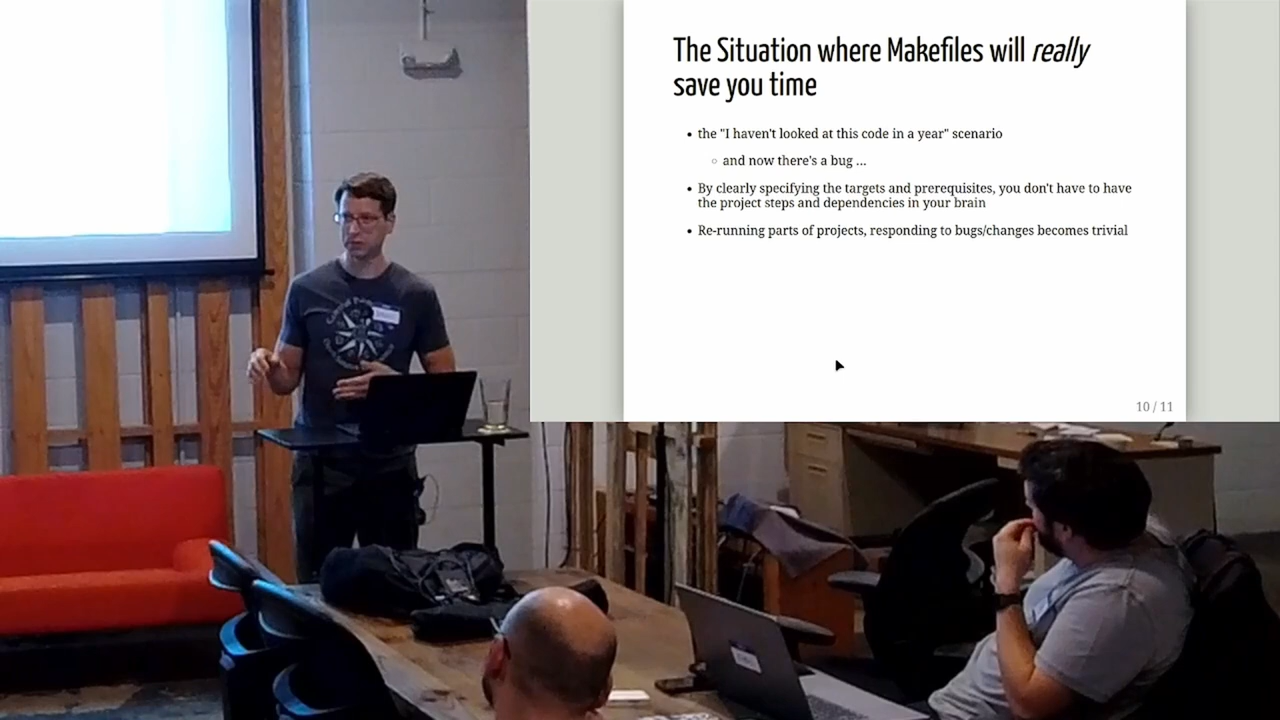 The Situation where Makefiles will really
save you time
• the "I haven't looked at this code in a year" scenario
○ and now there's a bug ...
• By clearly specifying the targets and prerequisites, you don't have to have
the project steps and dependencies in your brain
• Re-running parts of projects, responding to bugs/changes becomes trivial
10 / 11